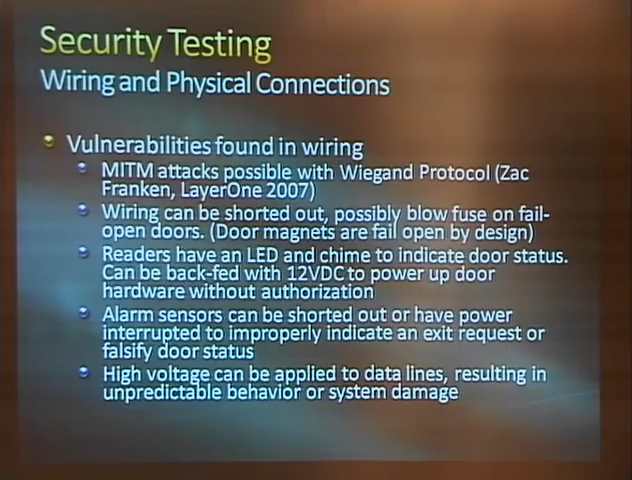 Security Testing
Wiring and Physical Connections
Vulnerabilities found in wiring
MITM attacks possible with Wiegand Protocol (Zac
Franken, LayerOne 2007)
Wiring can be shorted out, possibly blow fuse on fail-
open doors. (Door magnets are fail open by design)
Readers have an LED and chime to indicate door status.
Can be back-fed with 12VDC to power up door
hardware without authorization
Alarm sensors can be shorted out or have power
interrupted to improperly indicate an exit request or
falsify door status
High voltage can be applied to data lines, resulting in
unpredictable behavior or system damage